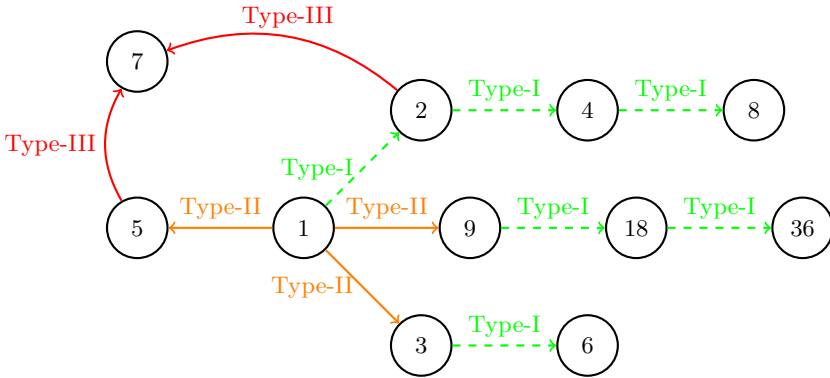 Type-III
7
2
Type-I
4
Type-I
8
Type-III
Type-I
5
Type-II
1
Type-II
9
Type-I
18
Type-I
36
Type-II
3
Type-I
6